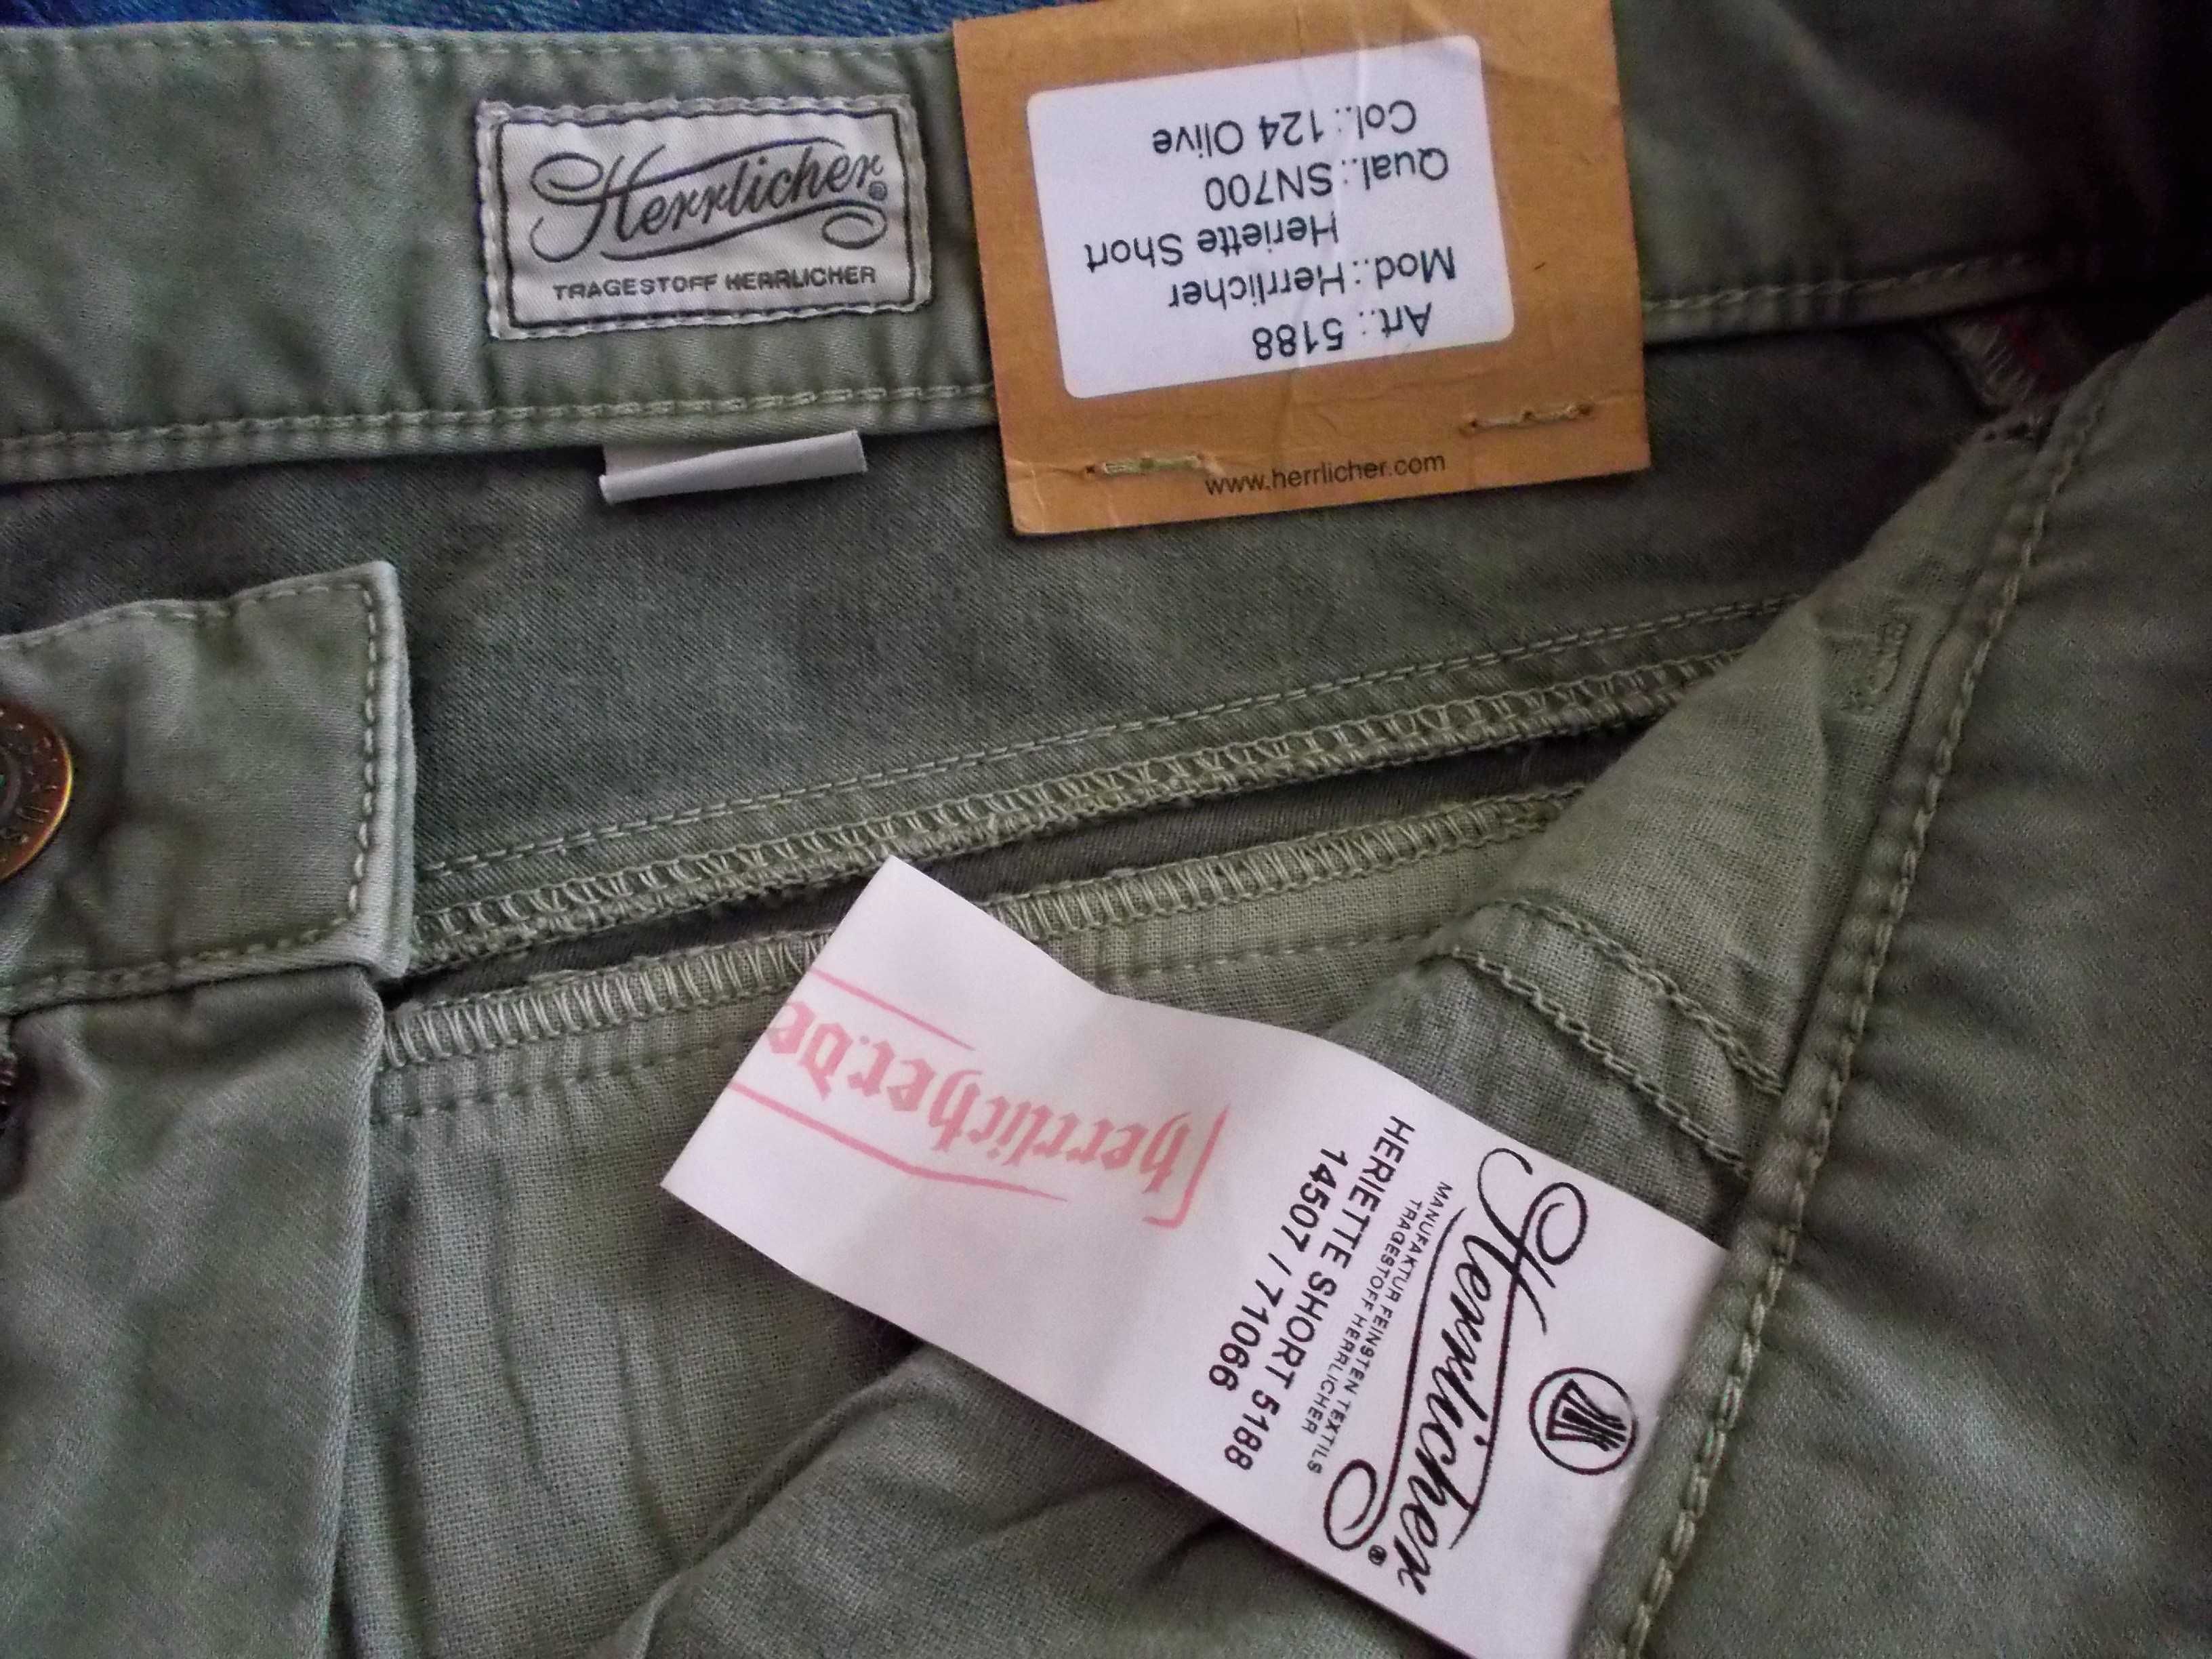 Herrlicher®
TRAGESTOFF HERRLICHER
Art.: 5188
Mod.: Herrlicher
Heriette Short
Qual.: SN700
Col.: 124 Olive
www.herrlicher.com
Herrlicher®
MANUFAKTUR FEINSTEN TEXTILS
TRAGESTOFF HERRLICHER
HERIETTE SHORT 5188
14507 / 71066
herrlicher.de